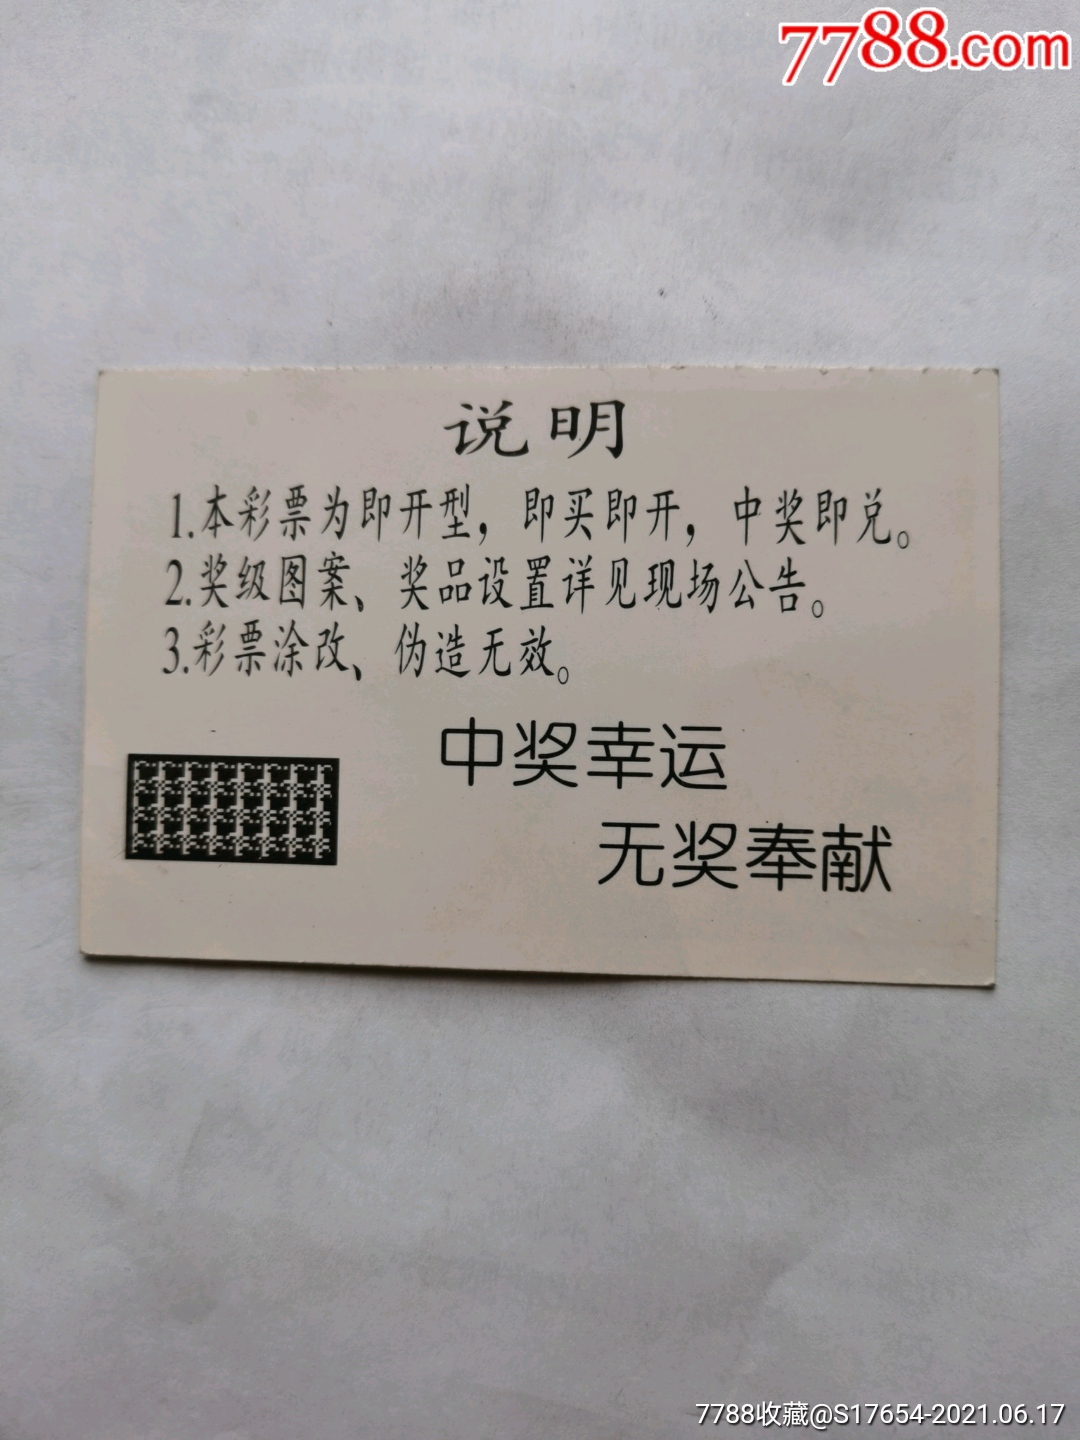 7788.com
说明
1.本彩票为即开型，即买即开，中奖即兑。
2.奖级图案、奖品设置详见现场公告。
3.彩票涂改、伪造无效。
中奖幸运
无奖奉献
7788收藏@S17654-2021.06.17